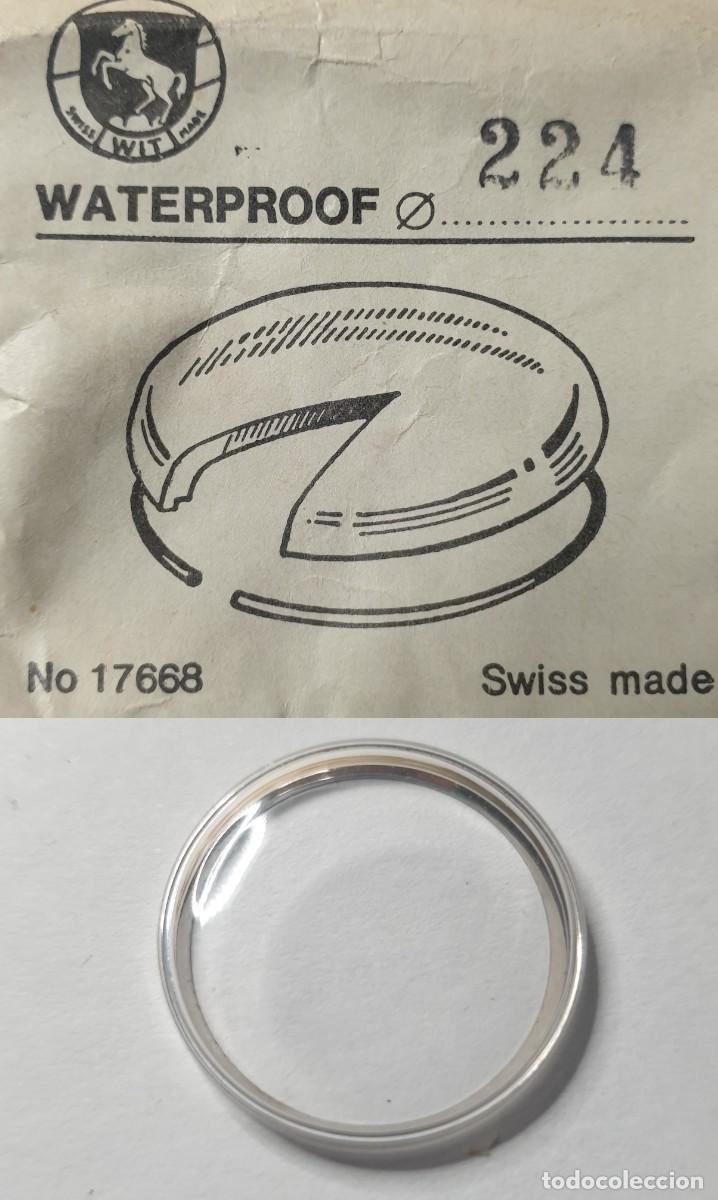 SWISS WIT MADE
224
WATERPROOF Ø....................
No 17668
Swiss made
todocoleccion